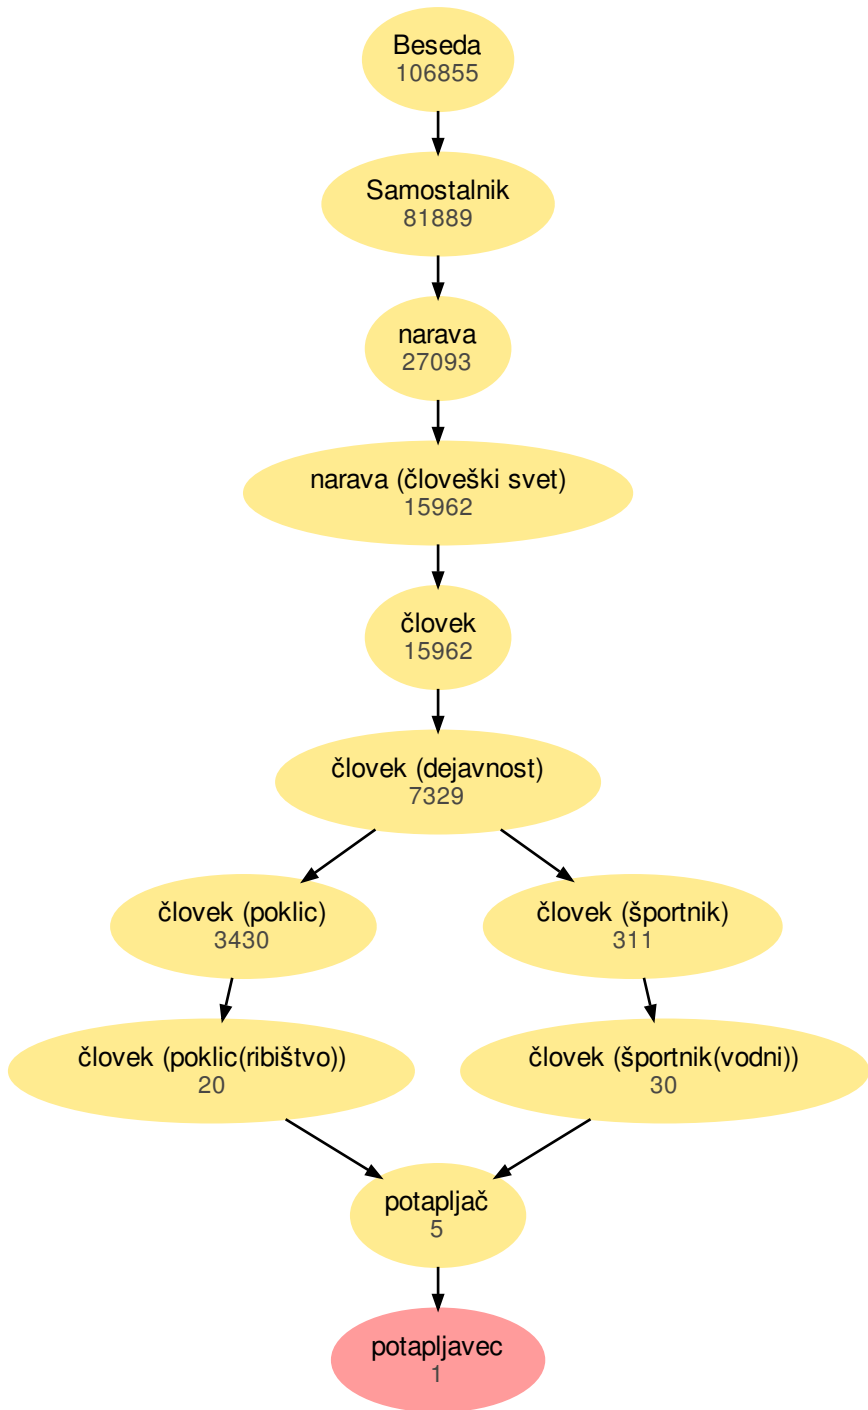 Beseda
106855
Samostalnik
81889
narava
27093
narava (človeški svet)
15962
človek
15962
človek (dejavnost)
7329
človek (poklic)
3430
človek (športnik)
311
človek (poklic(ribištvo))
20
človek (športnik(vodni))
30
potapljač
5
potapljavec
1